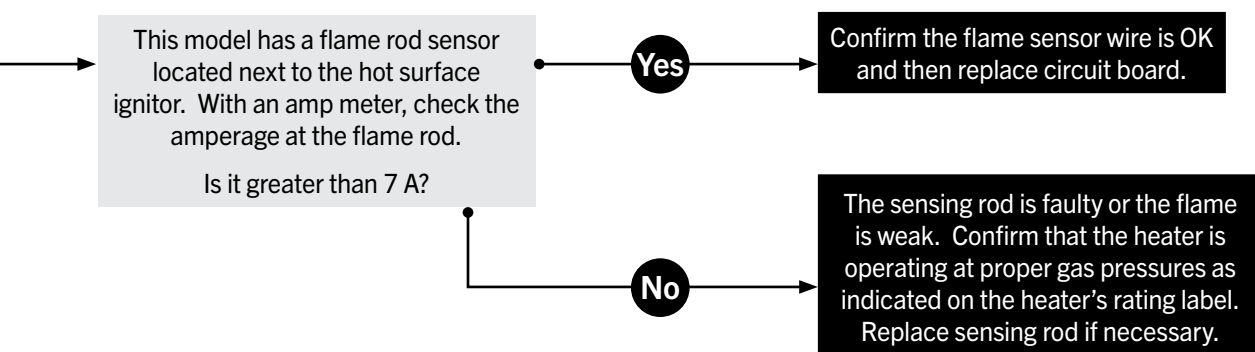 This model has a flame rod sensor
located next to the hot surface
ignitor. With an amp meter, check the
amperage at the flame rod.
Is it greater than 7 A?
Yes
Confirm the flame sensor wire is OK
and then replace circuit board.
No
The sensing rod is faulty or the flame
is weak. Confirm that the heater is
operating at proper gas pressures as
indicated on the heater's rating label.
Replace sensing rod if necessary.